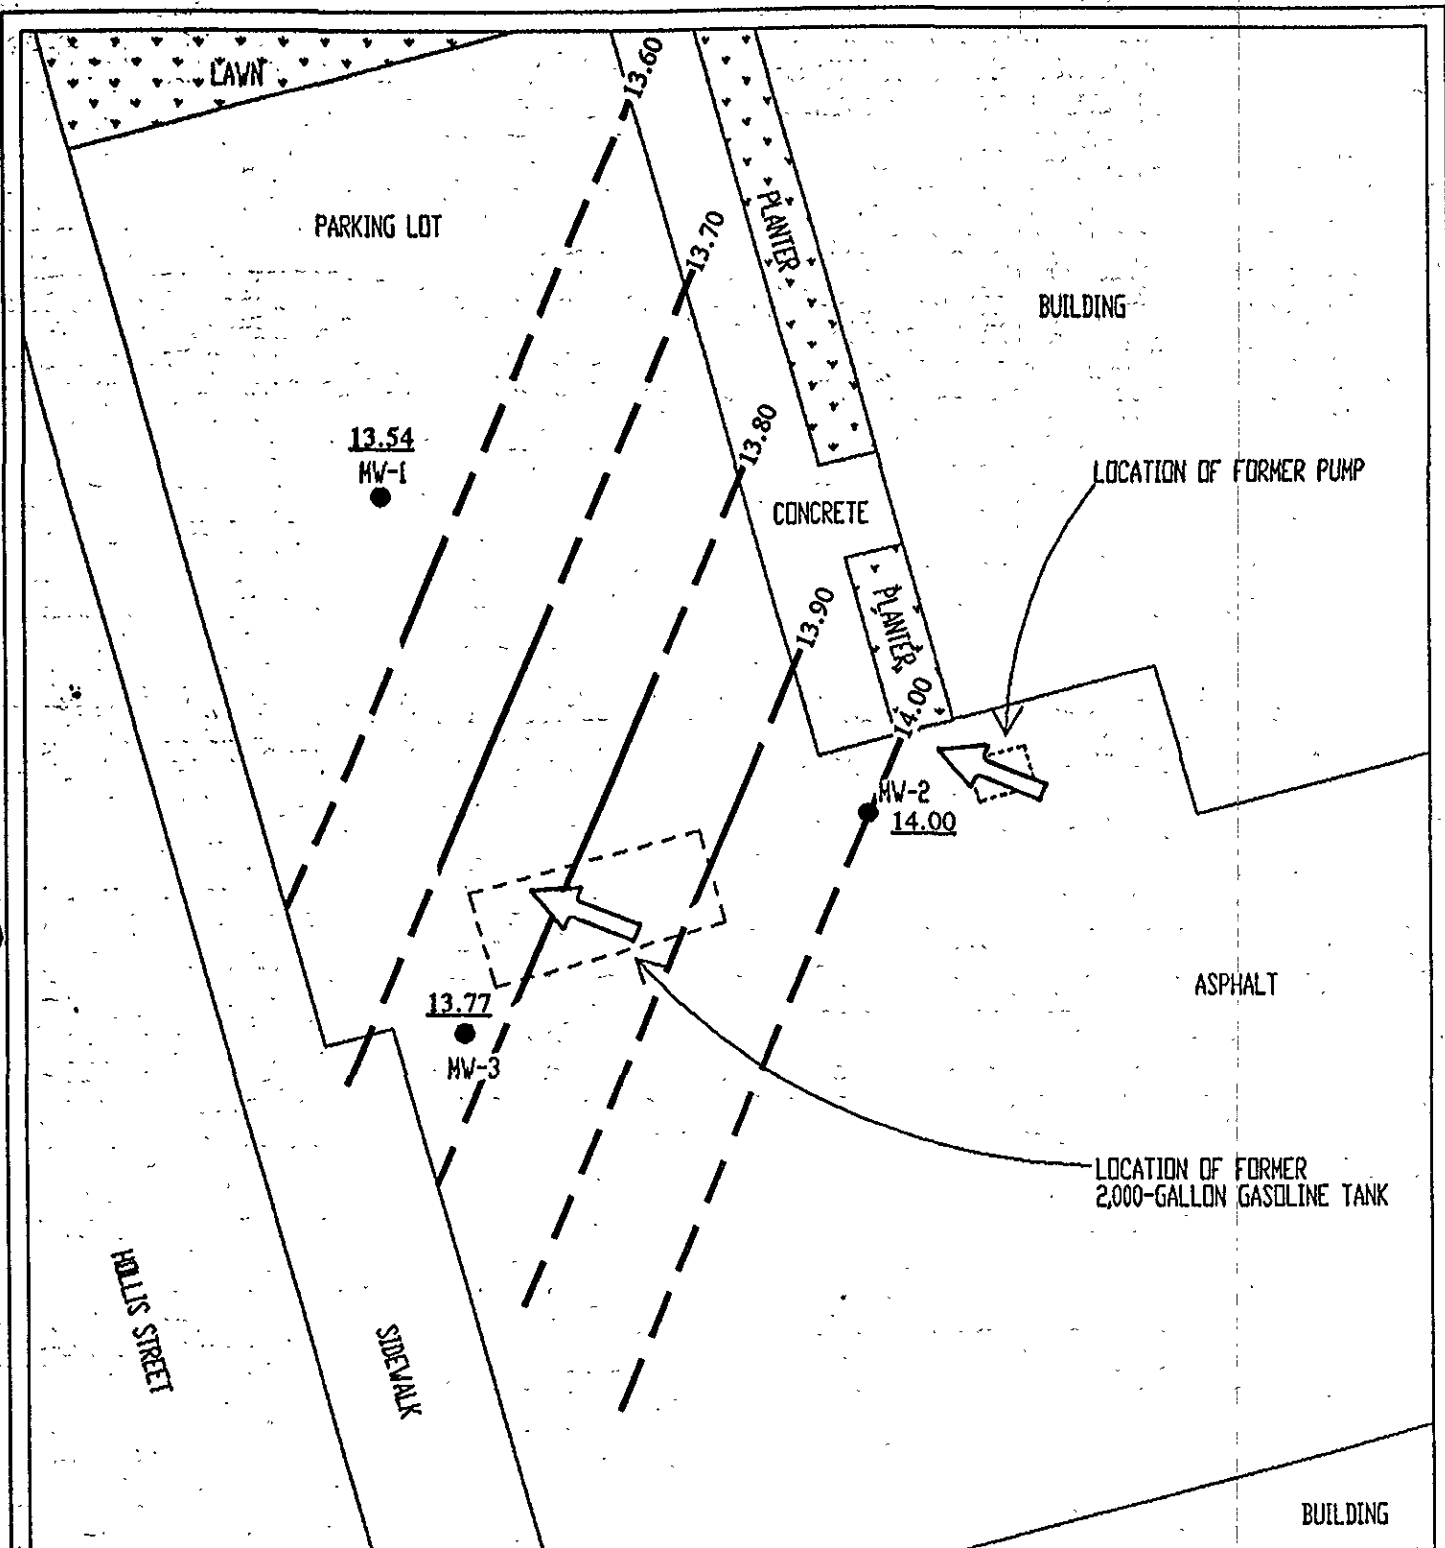 LAWN
13.60
PARKING LOT
13.70
PLANTER
BUILDING
13.54
MW-1
13.80
LOCATION OF FORMER PUMP
CONCRETE
13.90
PLANTER
14.00
MW-2
14.00
13.77
MW-3
ASPHALT
LOCATION OF FORMER
2,000-GALLON GASOLINE TANK
HOLLIS STREET
SIDEWALK
BUILDING